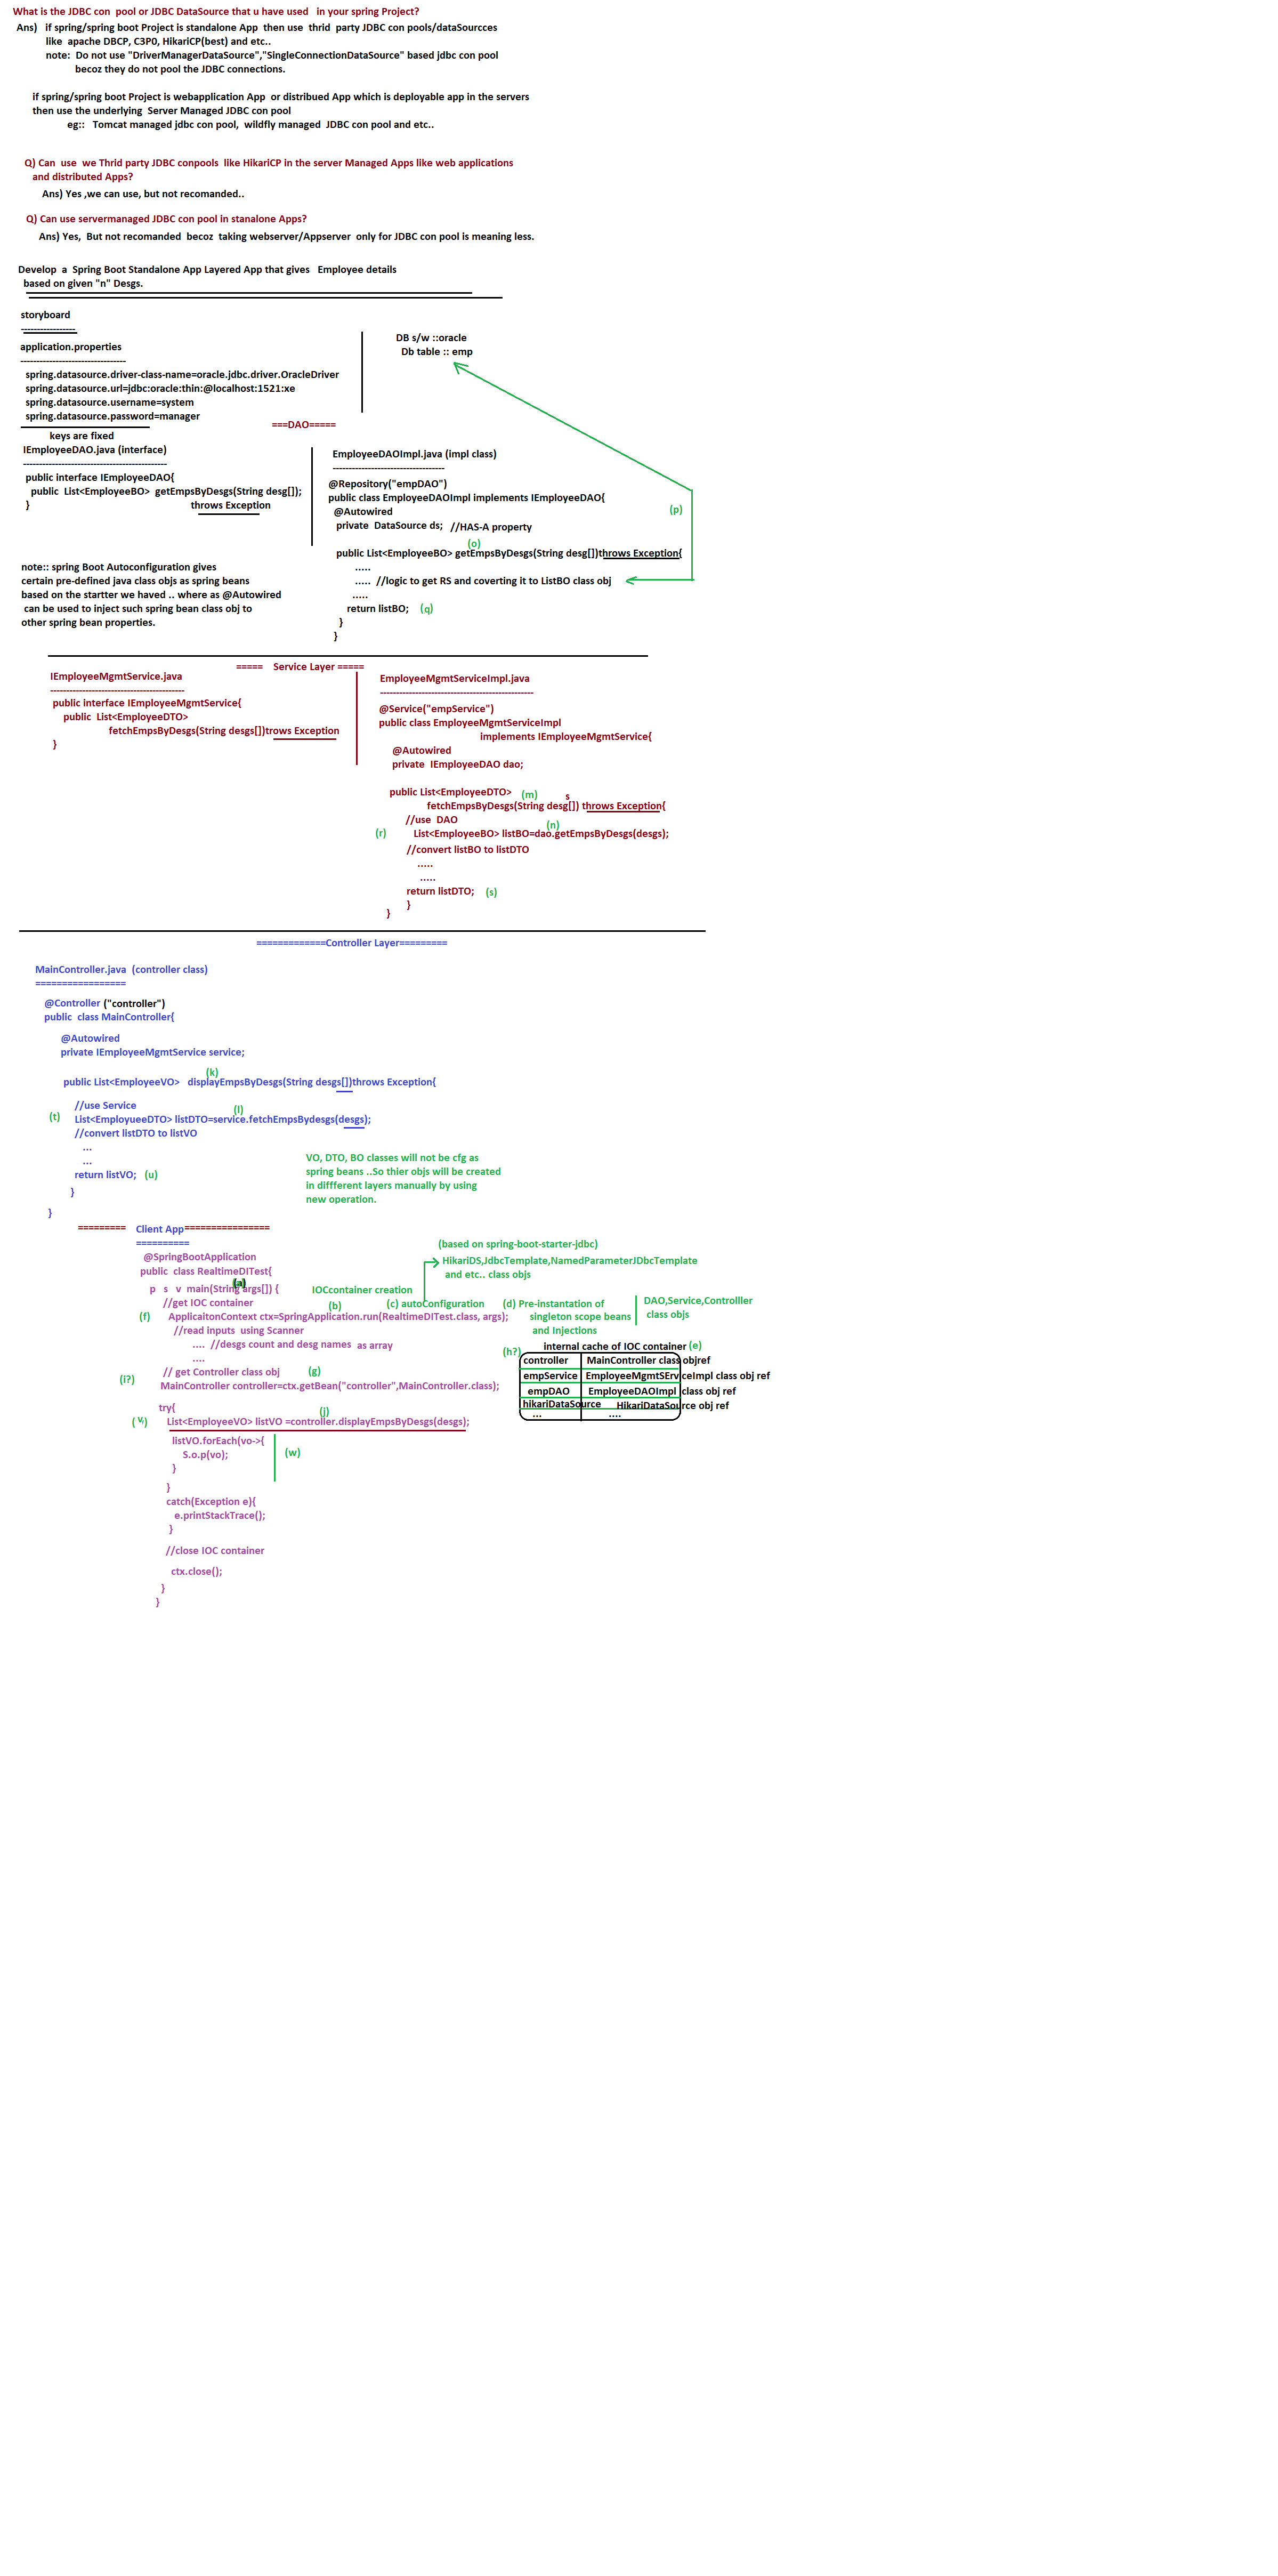 What is the JDBC con  pool or JDBC DataSource that u have used   in your spring Project?
Ans)   if spring/spring boot Project is standalone App  then use  thrid  party JDBC con pools/dataSourcces
like  apache DBCP, C3P0, HikariCP(best) and etc..
note:  Do not use "DriverManagerDataSource","SingleConnectionDataSource" based jdbc con pool
becoz they do not pool the JDBC connections.
if spring/spring boot Project is webapplication App  or distribued App which is deployable app in the servers
then use the underlying  Server Managed JDBC con pool
eg::   Tomcat managed jdbc con pool,  wildfly managed  JDBC con pool and etc..
Q) Can  use  we Thrid party JDBC conpools  like HikariCP in the server Managed Apps like web applications
and distributed Apps?
Ans) Yes ,we can use, but not recomanded..
Q) Can use servermanaged JDBC con pool in stanalone Apps?
Ans) Yes,  But not recomanded  becoz  taking webserver/Appserver  only for JDBC con pool is meaning less.
Develop  a  Spring Boot Standalone App Layered App that gives   Employee details
based on given "n" Desgs.
storyboard
-----------------
application.properties
---------------------------------
spring.datasource.driver-class-name=oracle.jdbc.driver.OracleDriver
spring.datasource.url=jdbc:oracle:thin:@localhost:1521:xe
spring.datasource.username=system
spring.datasource.password=manager
keys are fixed
DB s/w ::oracle
Db table :: emp
===DAO=====
IEmployeeDAO.java (interface)
---------------------------------------------
public interface IEmployeeDAO{
public  List<EmployeeBO>  getEmpsByDesgs(String desg[]);
}                    throws Exception
EmployeeDAOImpl.java (impl class)
-----------------------------------
@Repository("empDAO")
public class EmployeeDAOImpl implements IEmployeeDAO{
@Autowired
(p)
private  DataSource ds;   //HAS-A property
(o)
public List<EmployeeBO> getEmpsByDesgs(String desg[])throws Exception{
.....
.....  //logic to get RS and coverting it to ListBO class obj
.....
return listBO;    (q)
}
}
note:: spring Boot Autoconfiguration gives
certain pre-defined java class objs as spring beans
based on the startter we haved .. where as @Autowired
can be used to inject such spring bean class obj to
other spring bean properties.
=====    Service Layer =====
IEmployeeMgmtService.java
------------------------------------------
public interface IEmployeeMgmtService{
public  List<EmployeeDTO>
fetchEmpsByDesgs(String desgs[])trows Exception
}
EmployeeMgmtServiceImpl.java
------------------------------------------------
@Service("empService")
public class EmployeeMgmtServiceImpl
implements IEmployeeMgmtService{
@Autowired
private  IEmployeeDAO dao;
public List<EmployeeDTO>   (m)   s
fetchEmpsByDesgs(String desg[]) throws Exception{
//use  DAO   (n)
(r)   List<EmployeeBO> listBO=dao.getEmpsByDesgs(desgs);
//convert listBO to listDTO
.....
.....
return listDTO;    (s)
}
}
=============Controller Layer=========
MainController.java  (controller class)
=================
@Controller ("controller")
public  class MainController{
@Autowired
private IEmployeeMgmtService service;
(k)
public List<EmployeeVO>   displayEmpsByDesgs(String desgs[])throws Exception{
//use Service   (l)
(t)   List<EmployueeDTO> listDTO=service.fetchEmpsBydesgs(desgs);
//convert listDTO to listVO
...
...
return listVO;   (u)
}
}
VO, DTO, BO classes will not be cfg as
spring beans ..So thier objs will be created
in diffferent layers manually by using
new operation.
=========   Client App================
==========
@SpringBootApplication
public  class RealtimeDITest{
(a)
p   s   v  main(String args[]) {
//get IOC container
IOCcontainer creation
(b)
(c) autoConfiguration
(based on spring-boot-starter-jdbc)
HikariDS,JdbcTemplate,NamedParameterJDbcTemplate
and etc.. class objs
(d) Pre-instantation of
singleton scope beans
and Injections
DAO,Service,Controlller
class objs
(f)   ApplicaitonContext ctx=SpringApplication.run(RealtimeDITest.class, args);
//read inputs  using Scanner
....  //desgs count and desg names  as array
....
// get Controller class obj   (g)
(i?)   MainController controller=ctx.getBean("controller",MainController.class);
(h?)   internal cache of IOC container (e)
controller   MainController class objref
empService   EmployeeMgmtSErviceImpl class obj ref
empDAO   EmployeeDAOImpl class obj ref
hikariDataSource   HikariDataSource obj ref
...   ....
try{
(j)
(v)   List<EmployeeVO> listVO =controller.displayEmpsByDesgs(desgs);
listVO.forEach(vo->{
S.o.p(vo);   (w)
}
}
catch(Exception e){
e.printStackTrace();
}
//close IOC container
ctx.close();
}
}